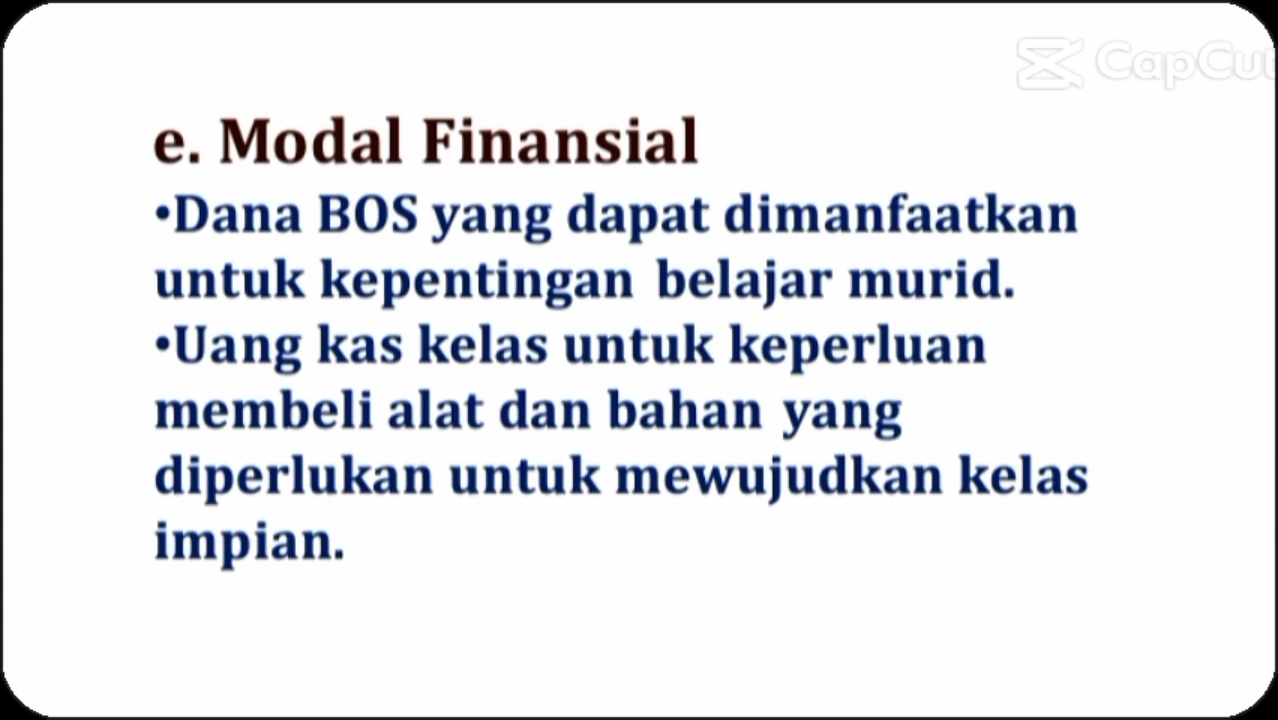 CapCut
e. Modal Finansial
•Dana BOS yang dapat dimanfaatkan
untuk kepentingan belajar murid.
•Uang kas kelas untuk keperluan
membeli alat dan bahan yang
diperlukan untuk mewujudkan kelas
impian.